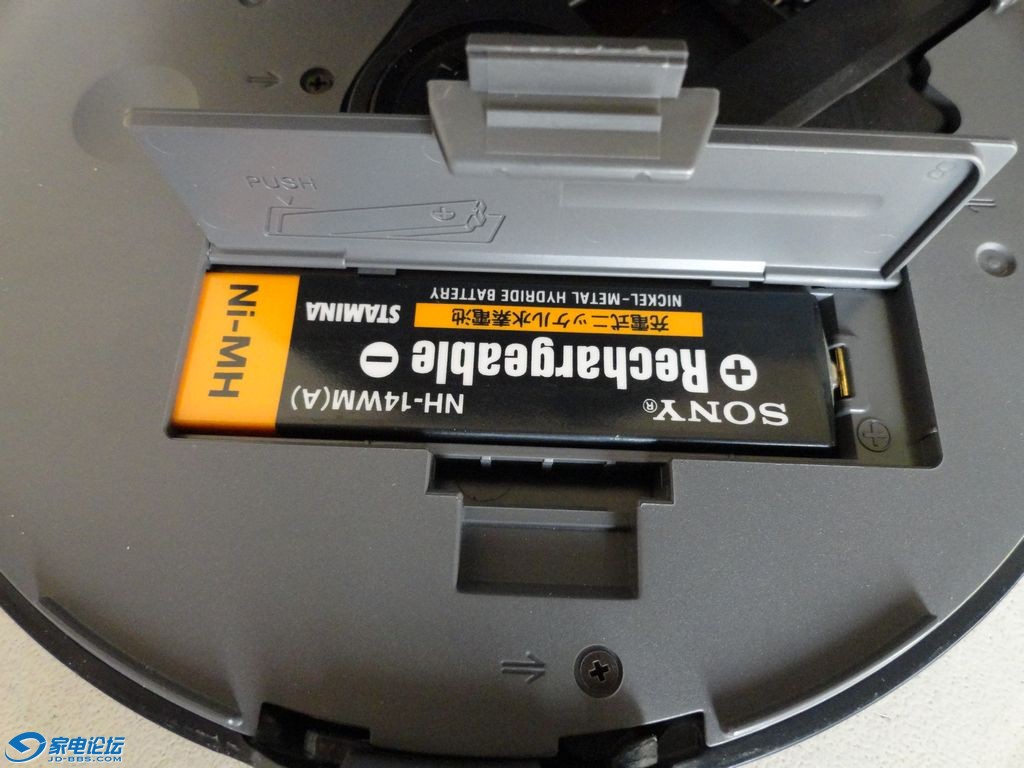 PUSH
SONY®
NH-14WM(A)
⊕ Rechargeable ⊖
充電式ニッケル水素電池
STAMINA
NICKEL-METAL HYDRIDE BATTERY
Ni-MH
家电论坛
JD-BBS.COM